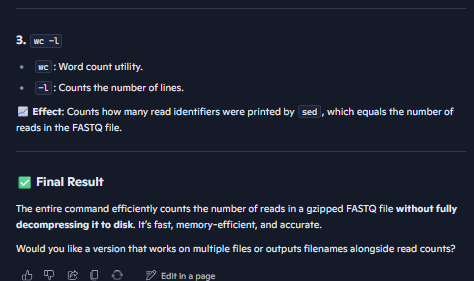 3. wc -l
wc : Word count utility.
-l : Counts the number of lines.
Effect: Counts how many read identifiers were printed by sed , which equals the number of
reads in the FASTQ file.
Final Result
The entire command efficiently counts the number of reads in a gzipped FASTQ file without fully
decompressing it to disk. It's fast, memory-efficient, and accurate.
Would you like a version that works on multiple files or outputs filenames alongside read counts?
Edit in a page